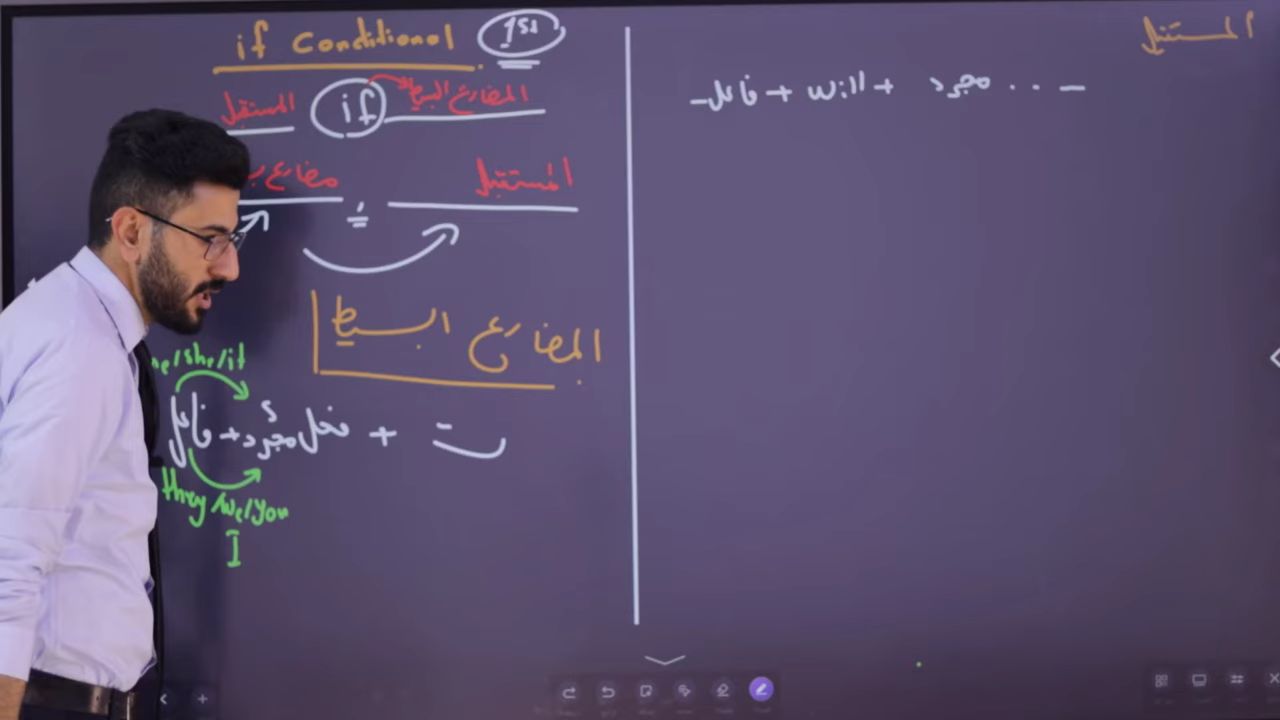 if Conditional 1st
المستقبل if المضارع البسيط
مضارع , المستقبل
المضارع البسيط
he/she/it
فاعل + فعل مجرد s + ...
they/we/you
I
المستقبل
فاعل + will + مجرد . . .